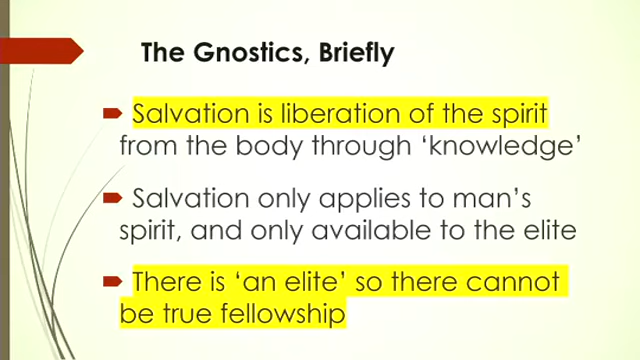 The Gnostics, Briefly
Salvation is liberation of the spirit
from the body through ‘knowledge’
Salvation only applies to man’s
spirit, and only available to the elite
There is ‘an elite’ so there cannot
be true fellowship